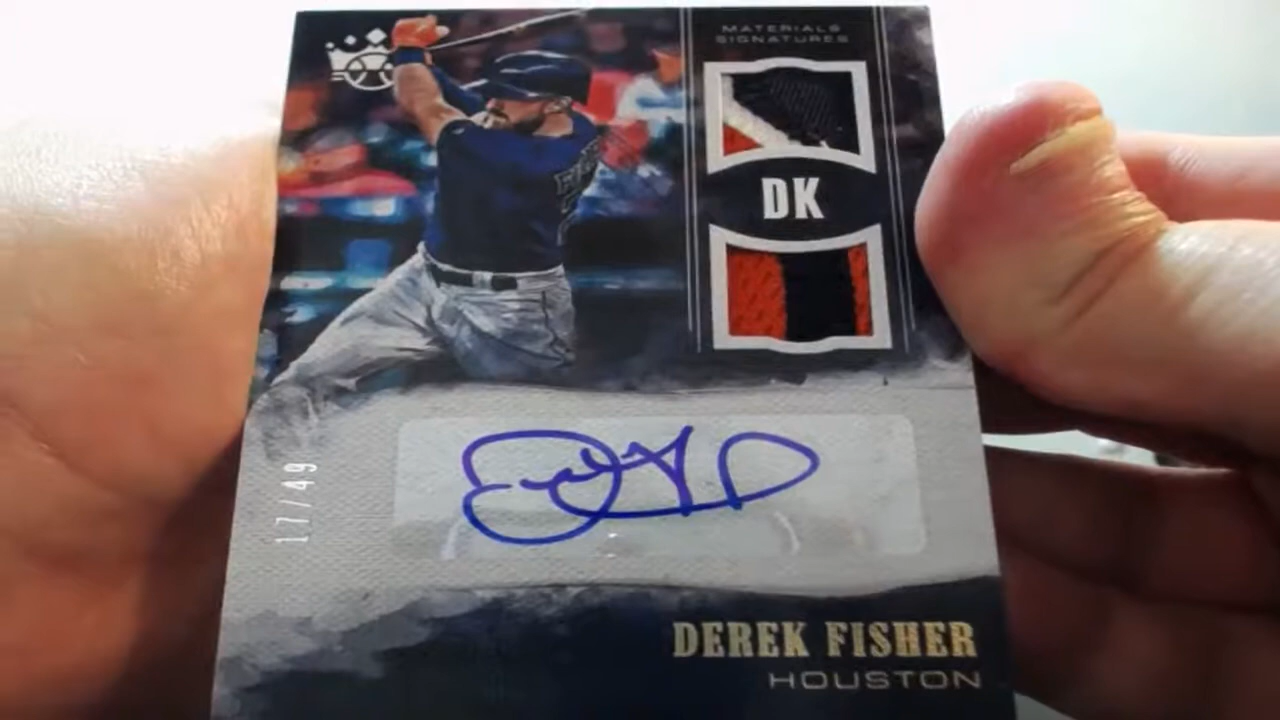 MATERIALS
SIGNATURES
DK
17/49
DEREK FISHER
HOUSTON